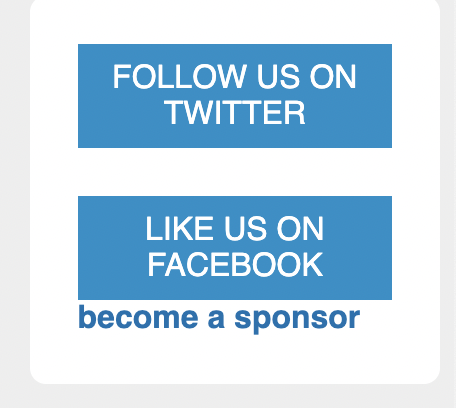 FOLLOW US ON
TWITTER
LIKE US ON
FACEBOOK
become a sponsor